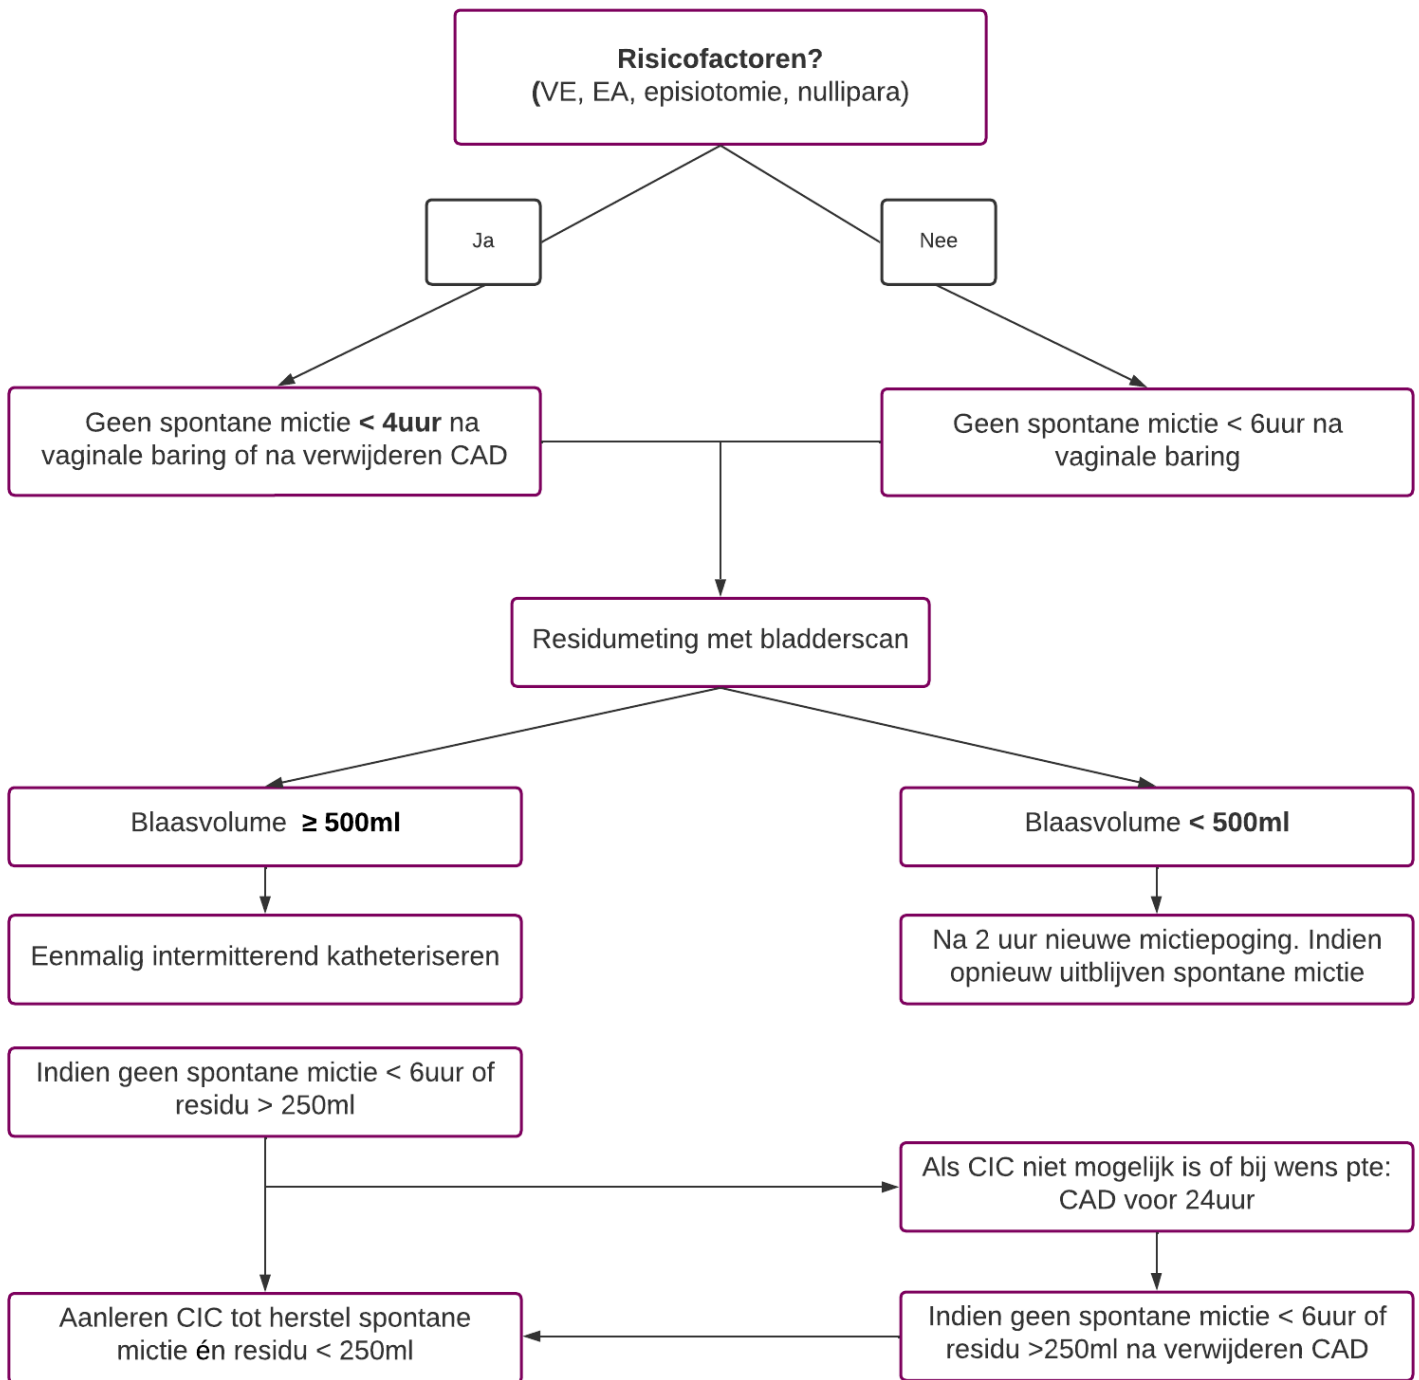 Risicofactoren?
(VE, EA, episiotomie, nullipara)
Ja
Nee
Geen spontane mictie < 4uur na
vaginale baring of na verwijderen CAD
Geen spontane mictie < 6uur na
vaginale baring
Residumeting met bladderscan
Blaasvolume ≥ 500ml
Blaasvolume < 500ml
Eenmalig intermitterend katheteriseren
Na 2 uur nieuwe mictiepoging. Indien
opnieuw uitblijven spontane mictie
Indien geen spontane mictie < 6uur of
residu > 250ml
Als CIC niet mogelijk is of bij wens pte:
CAD voor 24uur
Aanleren CIC tot herstel spontane
mictie én residu < 250ml
Indien geen spontane mictie < 6uur of
residu >250ml na verwijderen CAD